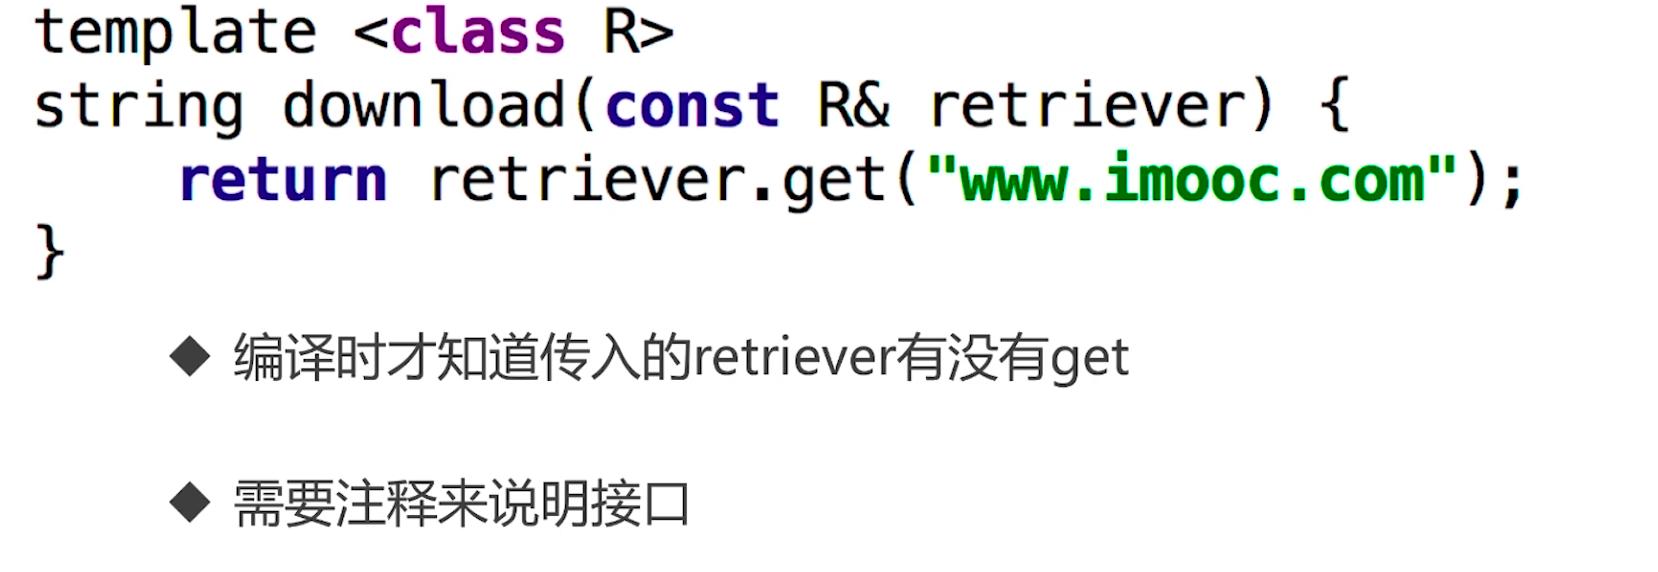 template <class R>
string download(const R& retriever) {
    return retriever.get("www.imooc.com");
}
◆ 编译时才知道传入的retriever有没有get
◆ 需要注释来说明接口